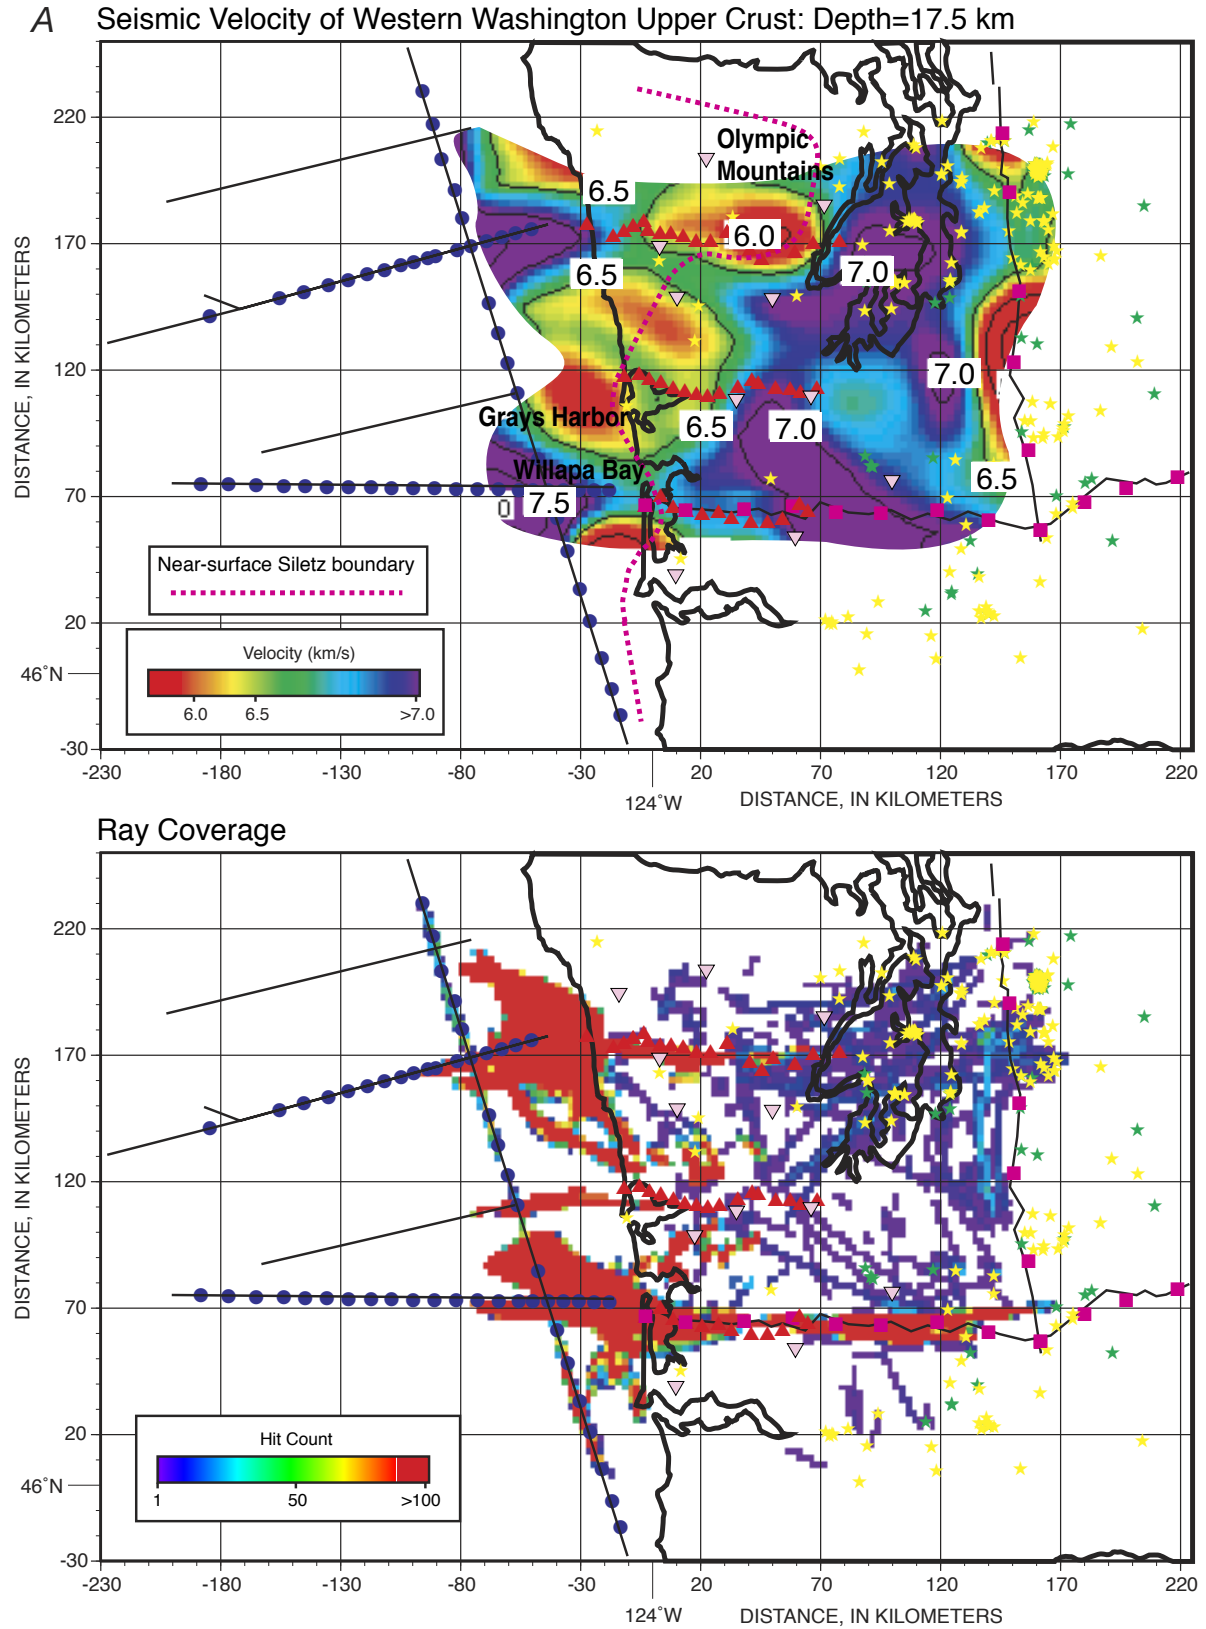 A Seismic Velocity of Western Washington Upper Crust: Depth=17.5 km
220
170
120
70
20
46˚N
-30
DISTANCE, IN KILOMETERS
Olympic
Mountains
6.5
6.0
6.5
7.0
7.0
Grays Harbor
6.5
7.0
Willapa Bay
6.5
0
7.5
Near-surface Siletz boundary
Velocity (km/s)
6.0 6.5 >7.0
-230 -180 -130 -80 -30 20 70 120 170 220
124˚W
DISTANCE, IN KILOMETERS
Ray Coverage
220
170
120
70
20
46˚N
-30
DISTANCE, IN KILOMETERS
Hit Count
1 50 >100
-230 -180 -130 -80 -30 20 70 120 170 220
124˚W
DISTANCE, IN KILOMETERS